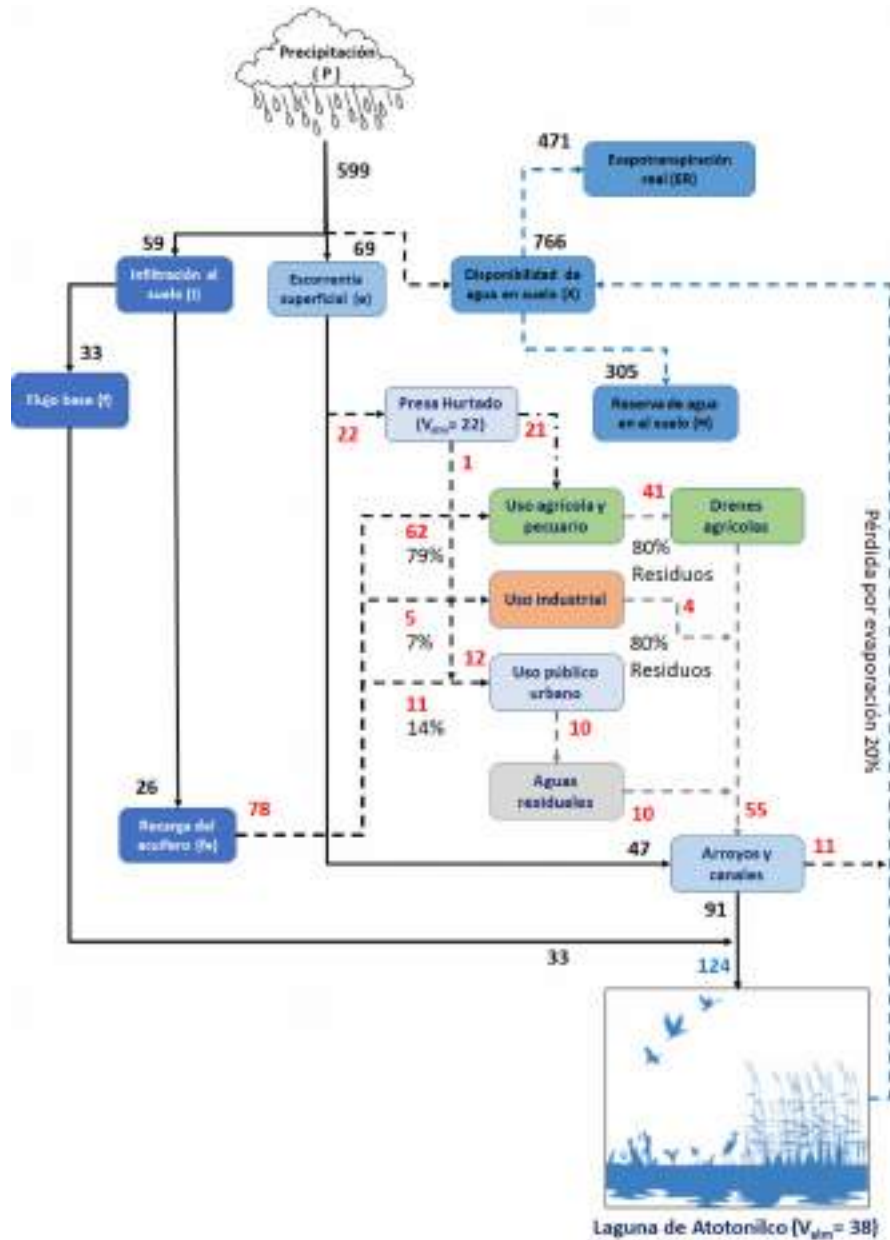 Precipitación
( P )
599
471
Evapotranspiración
real (ER)
59
69
766
Infiltración al
suelo (I)
Escorrentía
superficial (e)
Disponibilidad de
agua en suelo (X)
33
305
Flujo base (f)
Presa Hurtado
(Valm= 22)
Reserva de agua
en el suelo (H)
22
21
1
Uso agrícola y
pecuario
41
Drenes
agrícolas
62
79%
80%
Residuos
Uso industrial
4
5
7%
80%
Residuos
12
Uso público
urbano
11
14%
10
Pérdida por evaporación 20%
26
Aguas
residuales
10
55
Recarga del
acuífero (fe)
78
47
Arroyos y
canales
11
91
33
124
Laguna de Atotonilco (Valm= 38)